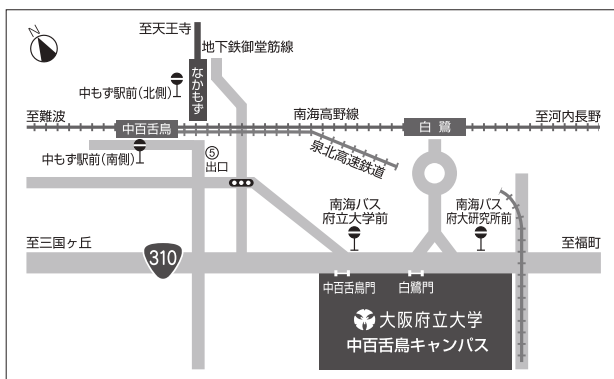 至天王寺
地下鉄御堂筋線
なかもず
中もず駅前(北側)
至難波
中百舌鳥
南海高野線
白鷺
至河内長野
中もず駅前(南側)
⑤
出口
泉北高速鉄道
南海バス
府立大学前
南海バス
府大研究所前
至三国ヶ丘
310
至福町
中百舌鳥門
白鷺門
大阪府立大学
中百舌鳥キャンパス